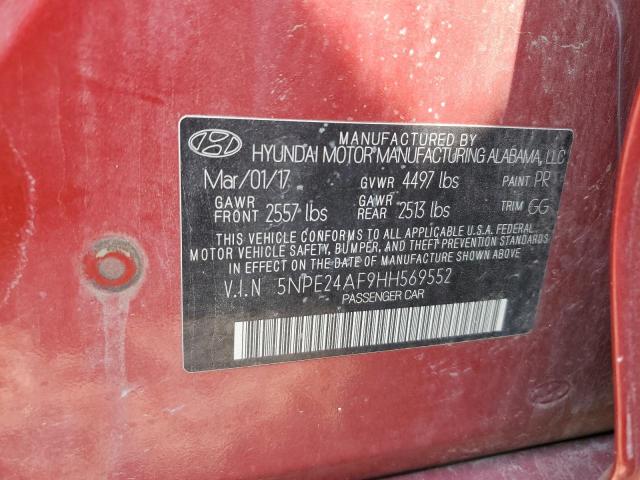 MANUFACTURED BY
HYUNDAI MOTOR MANUFACTURING ALABAMA, LLC
Mar/01/17 GVWR 4497 lbs PAINT PR
GAWR FRONT 2557 lbs GAWR REAR 2513 lbs TRIM GG
THIS VEHICLE CONFORMS TO ALL APPLICABLE U.S.A. FEDERAL
MOTOR VEHICLE SAFETY, BUMPER, AND THEFT PREVENTION
STANDARDS IN EFFECT ON THE DATE OF MANUFACTURE SHOWN ABOVE.
V.I.N 5NPE24AF9HH569552
PASSENGER CAR